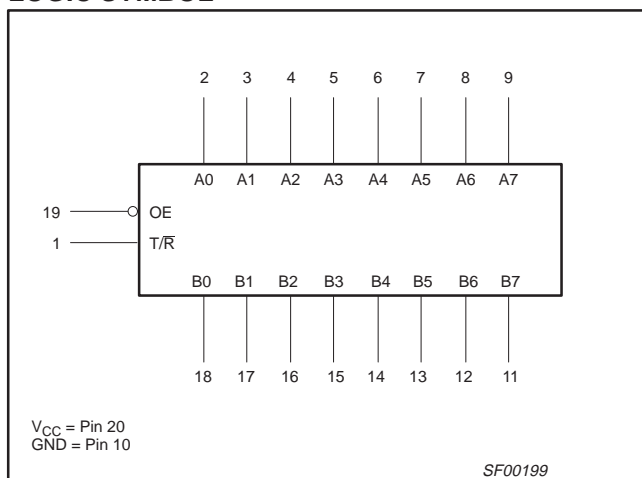 2 3 4 5 6 7 8 9
A0 A1 A2 A3 A4 A5 A6 A7
19 OE
1 T/R̅
B0 B1 B2 B3 B4 B5 B6 B7
18 17 16 15 14 13 12 11
VCC = Pin 20
GND = Pin 10
SF00199